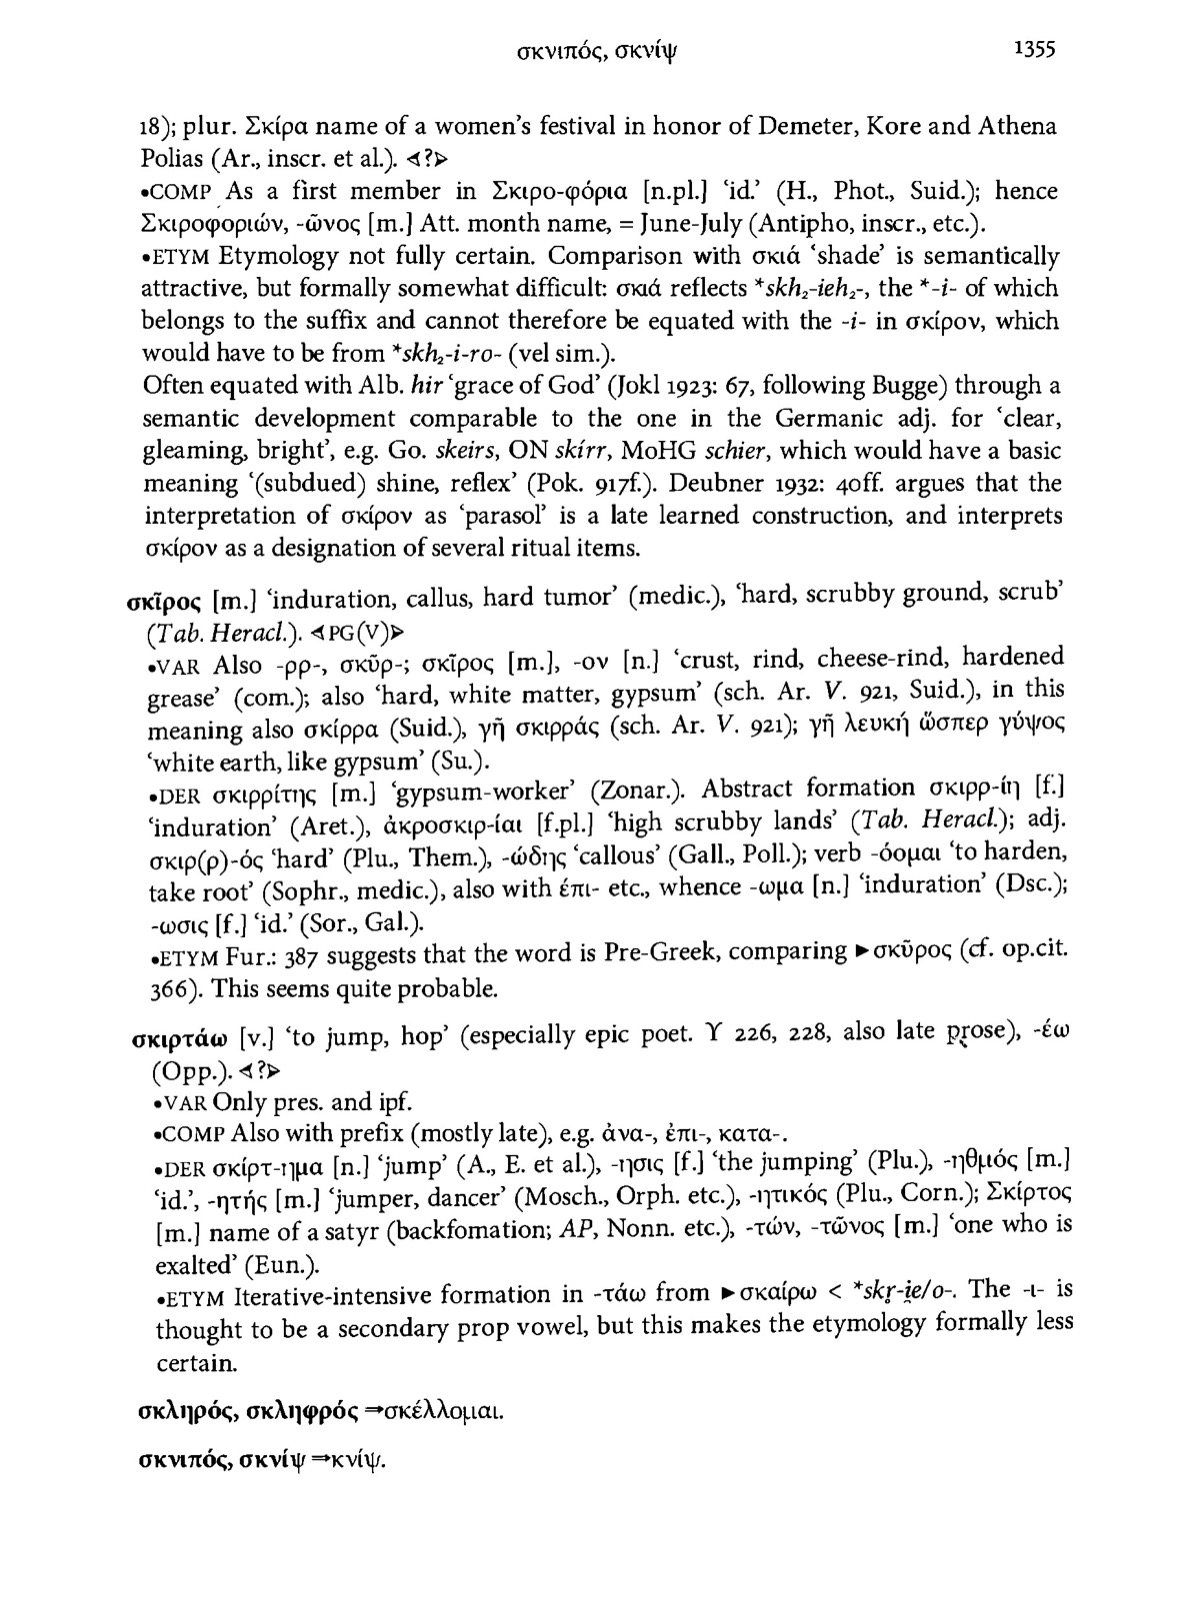 σκνιπός, σκνίψ 1355
18); plur. Σκίρα name of a women's festival in honor of Demeter, Kore and Athena
Polias (Ar., inscr. et al.). ⊲?⊳
•COMP As a first member in Σκιρο-φόρια [n.pl.] ‘id.’ (H., Phot., Suid.); hence
Σκιροφοριών, -ῶνος [m.] Att. month name, = June-July (Antipho, inscr., etc.).
•ETYM Etymology not fully certain. Comparison with σκιά ‘shade’ is semantically
attractive, but formally somewhat difficult: σκιά reflects *skh₂-ieh₂-, the *-i- of which
belongs to the suffix and cannot therefore be equated with the -i- in σκίρον, which
would have to be from *skh₂-i-ro- (vel sim.).
Often equated with Alb. hir ‘grace of God’ (Jokl 1923: 67, following Bugge) through a
semantic development comparable to the one in the Germanic adj. for ‘clear,
gleaming, bright’, e.g. Go. skeirs, ON skírr, MoHG schier, which would have a basic
meaning ‘(subdued) shine, reflex’ (Pok. 917f.). Deubner 1932: 40ff. argues that the
interpretation of σκίρον as ‘parasol’ is a late learned construction, and interprets
σκίρον as a designation of several ritual items.
σκῖρος [m.] ‘induration, callus, hard tumor’ (medic.), ‘hard, scrubby ground, scrub’
(Tab. Heracl.). ⊲PG(V)⊳
•VAR Also -ρρ-, σκῦρ-; σκῖρος [m.], -ον [n.] ‘crust, rind, cheese-rind, hardened
grease’ (com.); also ‘hard, white matter, gypsum’ (sch. Ar. V. 921, Suid.), in this
meaning also σκίρρα (Suid.), γῆ σκιρράς (sch. Ar. V. 921); γῆ λευκή ὥσπερ γύψος
‘white earth, like gypsum’ (Su.).
•DER σκιρρίτης [m.] ‘gypsum-worker’ (Zonar.). Abstract formation σκιρρ-ίη [f.]
‘induration’ (Aret.), ἀκροσκιρ-ίαι [f.pl.] ‘high scrubby lands’ (Tab. Heracl.); adj.
σκιρ(ρ)-ός ‘hard’ (Plu., Them.), -ώδης ‘callous’ (Gall., Poll.); verb -όομαι ‘to harden,
take root’ (Sophr., medic.), also with ἐπι- etc., whence -ωμα [n.] ‘induration’ (Dsc.);
-ωσις [f.] ‘id.’ (Sor., Gal.).
•ETYM Fur.: 387 suggests that the word is Pre-Greek, comparing ►σκῦρος (cf. op.cit.
366). This seems quite probable.
σκιρτάω [v.] ‘to jump, hop’ (especially epic poet. Υ 226, 228, also late prose), -έω
(Opp.). ⊲?⊳
•VAR Only pres. and ipf.
•COMP Also with prefix (mostly late), e.g. ἀνα-, ἐπι-, κατα-.
•DER σκίρτ-ημα [n.] ‘jump’ (A., E. et al.), -ησις [f.] ‘the jumping’ (Plu.), -ηθμός [m.]
‘id.’, -ητής [m.] ‘jumper, dancer’ (Mosch., Orph. etc.), -ητικός (Plu., Corn.); Σκίρτος
[m.] name of a satyr (backfomation; AP, Nonn. etc.), -τών, -τῶνος [m.] ‘one who is
exalted’ (Eun.).
•ETYM Iterative-intensive formation in -τάω from ►σκαίρω < *skr̥-i̯e/o-. The -ι- is
thought to be a secondary prop vowel, but this makes the etymology formally less
certain.
σκληρός, σκληφρός ⇒σκέλλομαι.
σκνιπός, σκνίψ ⇒κνίψ.